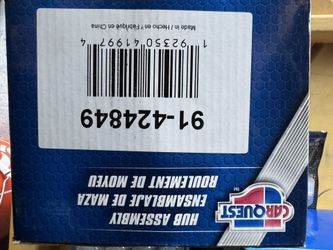 CARQUEST
TM
HUB ASSEMBLY
ENSAMBLAJE DE MAZA
ROULEMENT DE MOYEU
91-424849
1 92350 41997 4
Made in / Hecho en / Fabriqué en China